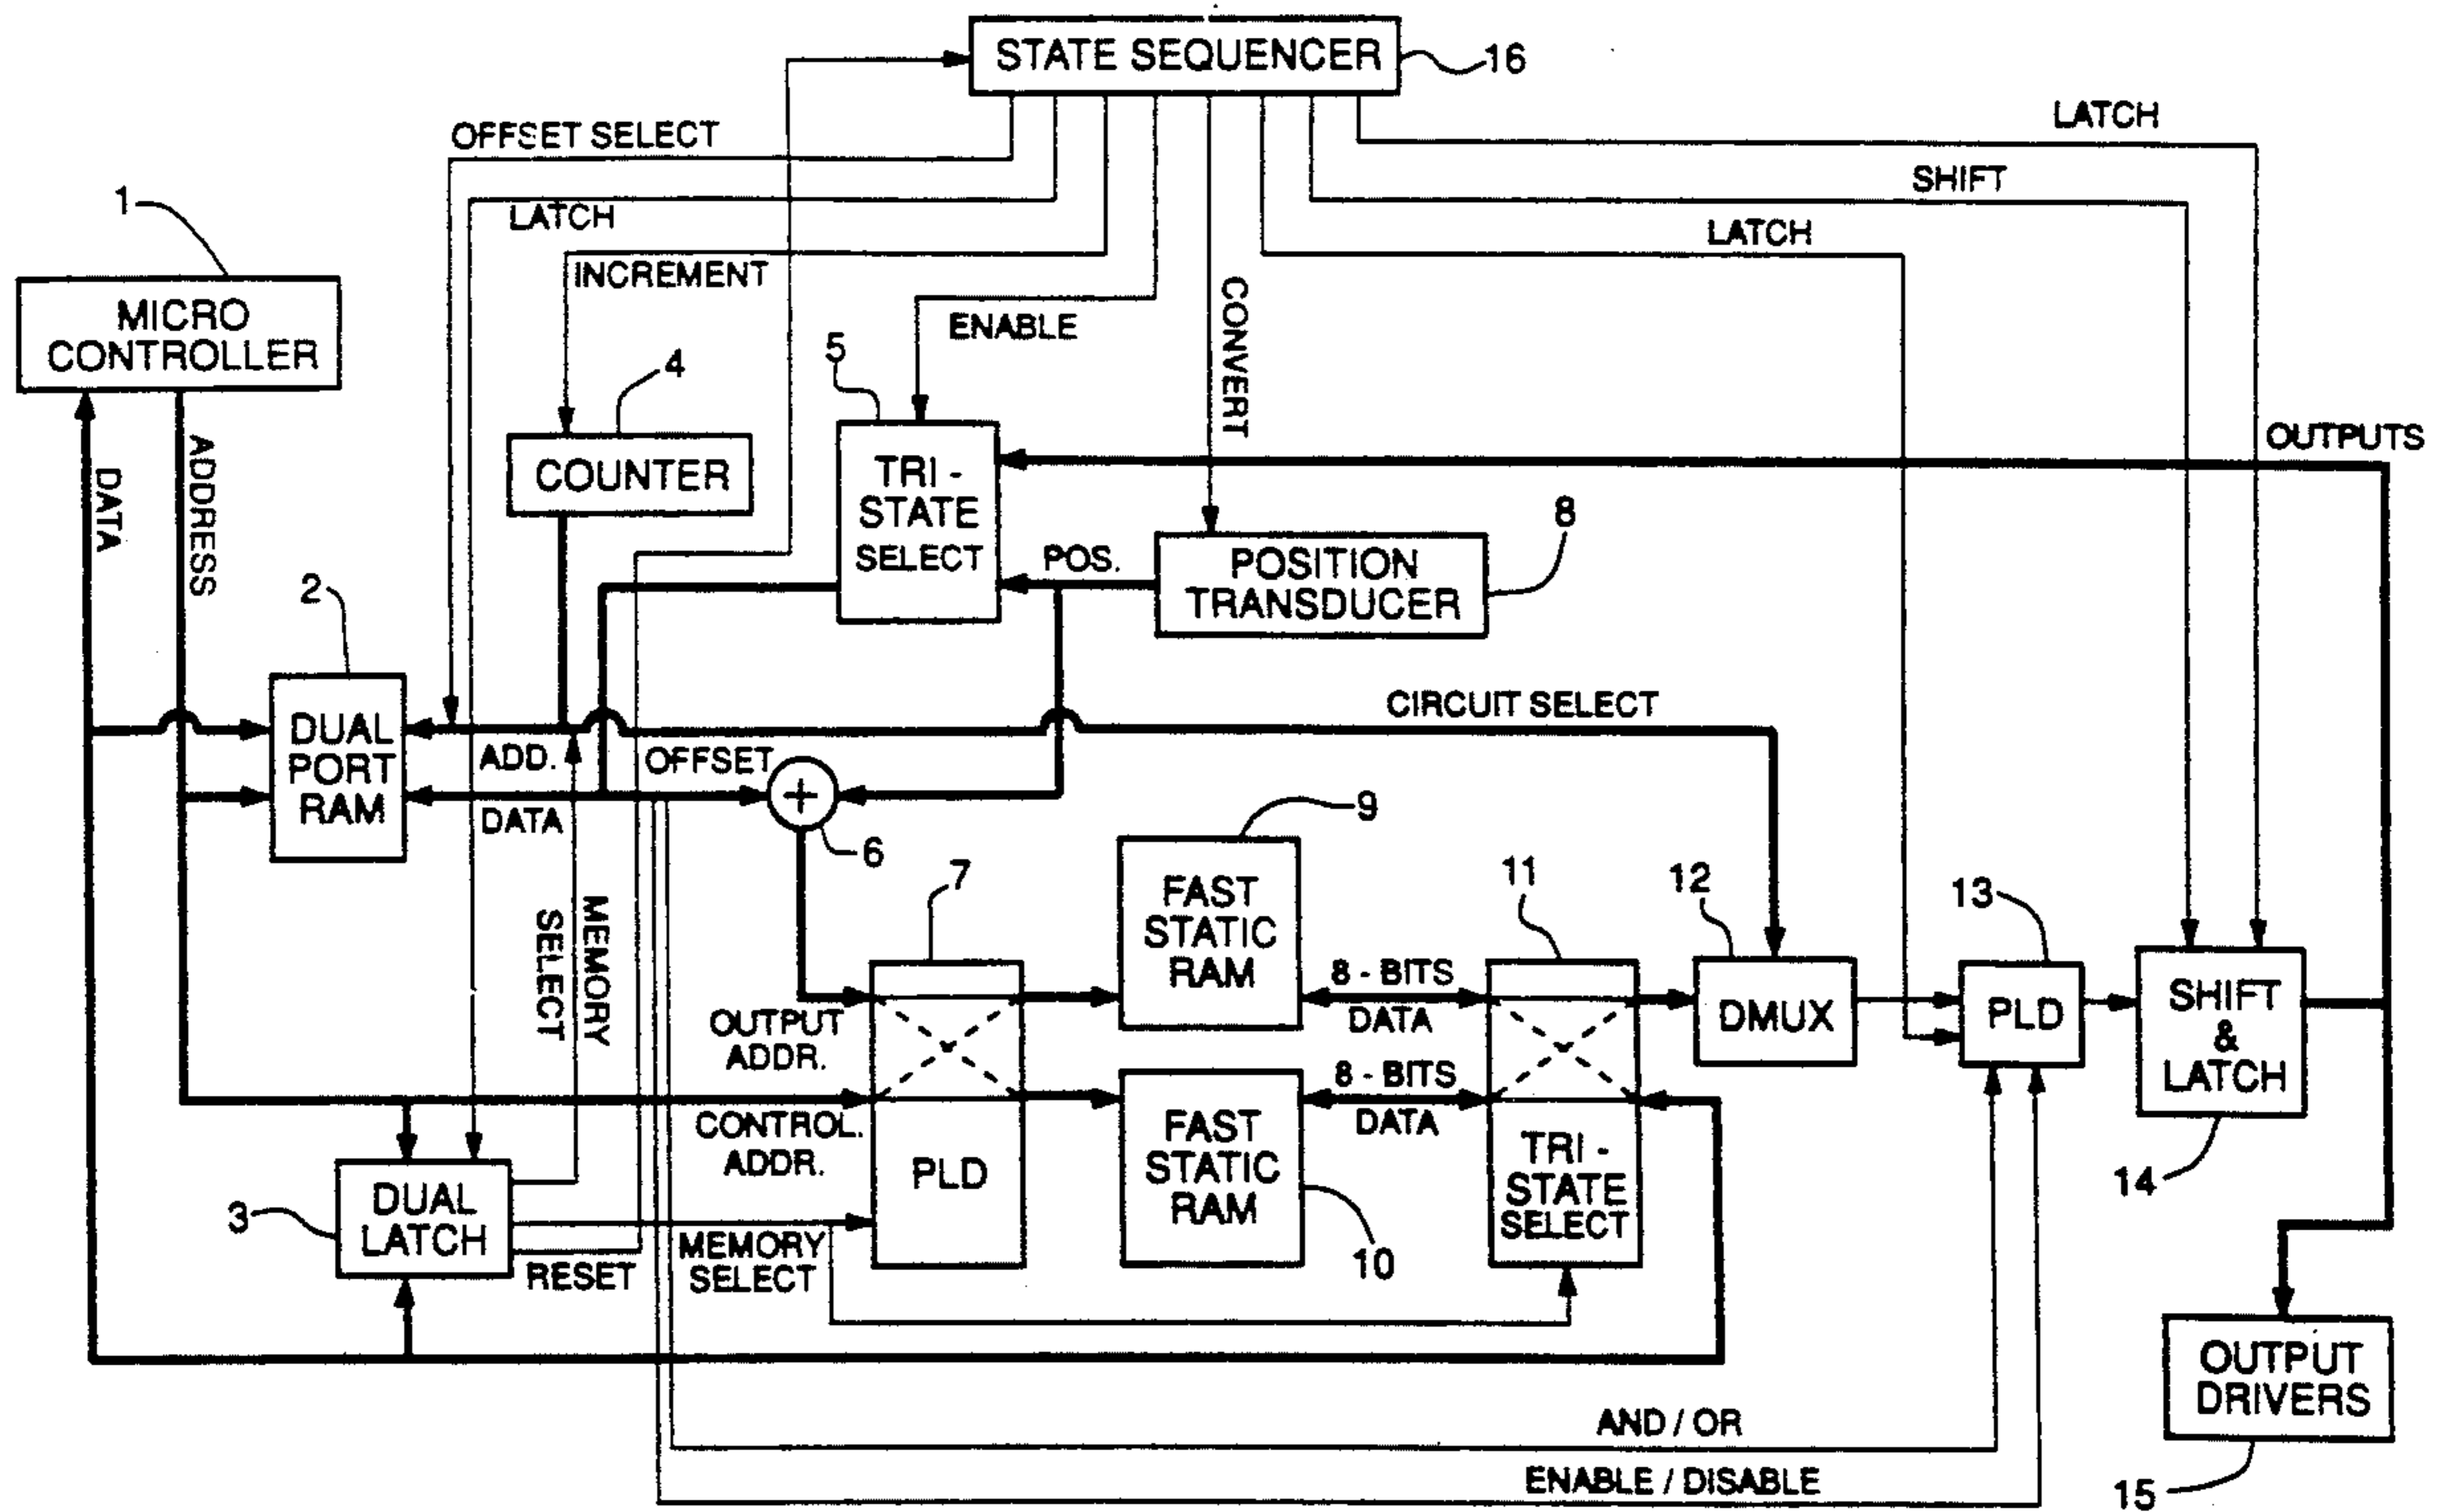 STATE SEQUENCER
16
OFFSET SELECT
LATCH
LATCH
SHIFT
LATCH
INCREMENT
ENABLE
CONVERT
1
MICRO
CONTROLLER
DATA
ADDRESS
4
COUNTER
5
TRI -
STATE
SELECT
OUTPUTS
POS.
POSITION
TRANSDUCER
8
2
DUAL
PORT
RAM
ADD.
DATA
OFFSET
CIRCUIT SELECT
+
6
MEMORY
SELECT
7
PLD
OUTPUT
ADDR.
CONTROL.
ADDR.
9
FAST
STATIC
RAM
FAST
STATIC
RAM
10
8 - BITS
DATA
8 - BITS
DATA
11
TRI -
STATE
SELECT
12
DMUX
13
PLD
SHIFT
&
LATCH
14
3
DUAL
LATCH
RESET
MEMORY
SELECT
AND / OR
ENABLE / DISABLE
OUTPUT
DRIVERS
15